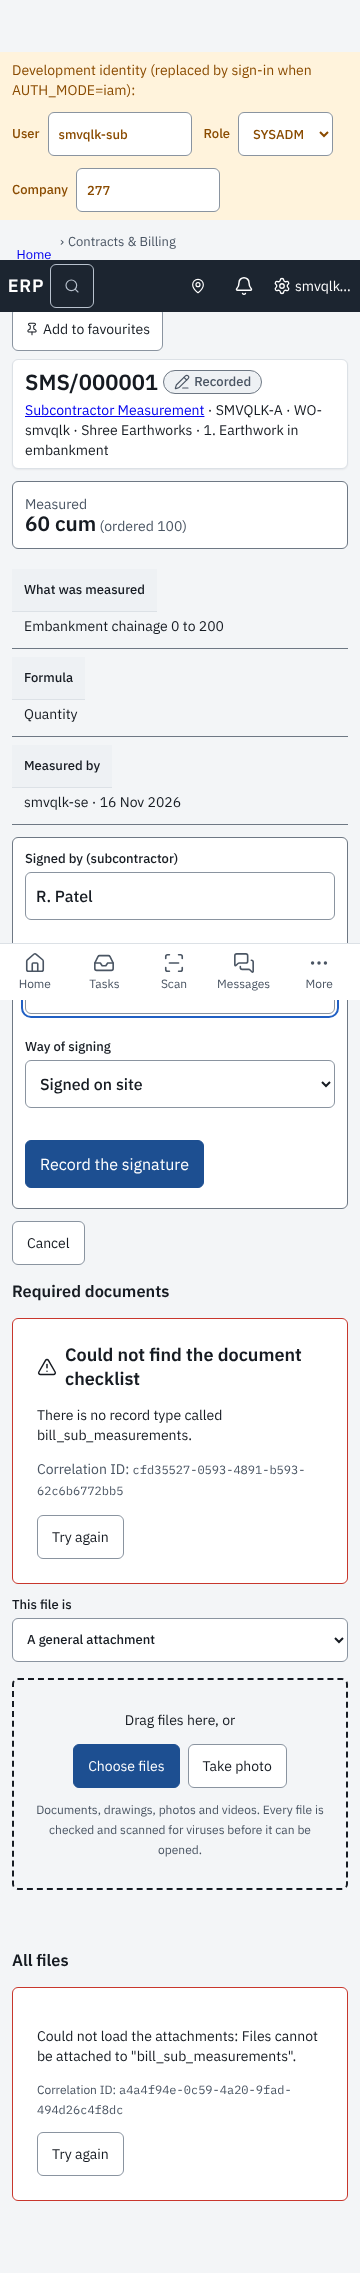 Development identity (replaced by sign-in when
AUTH_MODE=iam):
User smvqlk-sub Role SYSADM
Company 277
Home › Contracts & Billing
ERP smvqlk...
Add to favourites
SMS/000001 Recorded
Subcontractor Measurement · SMVQLK-A · WO-
smvqlk · Shree Earthworks · 1. Earthwork in
embankment
Measured
60 cum (ordered 100)
What was measured
Embankment chainage 0 to 200
Formula
Quantity
Measured by
smvqlk-se · 16 Nov 2026
Signed by (subcontractor)
R. Patel
Home Tasks Scan Messages More
Way of signing
Signed on site
Record the signature
Cancel
Required documents
Could not find the document
checklist
There is no record type called
bill_sub_measurements.
Correlation ID: cfd35527-0593-4891-b593-
62c6b6772bb5
Try again
This file is
A general attachment
Drag files here, or
Choose files Take photo
Documents, drawings, photos and videos. Every file is
checked and scanned for viruses before it can be
opened.
All files
Could not load the attachments: Files cannot
be attached to "bill_sub_measurements".
Correlation ID: a4a4f94e-0c59-4a20-9fad-
494d26c4f8dc
Try again